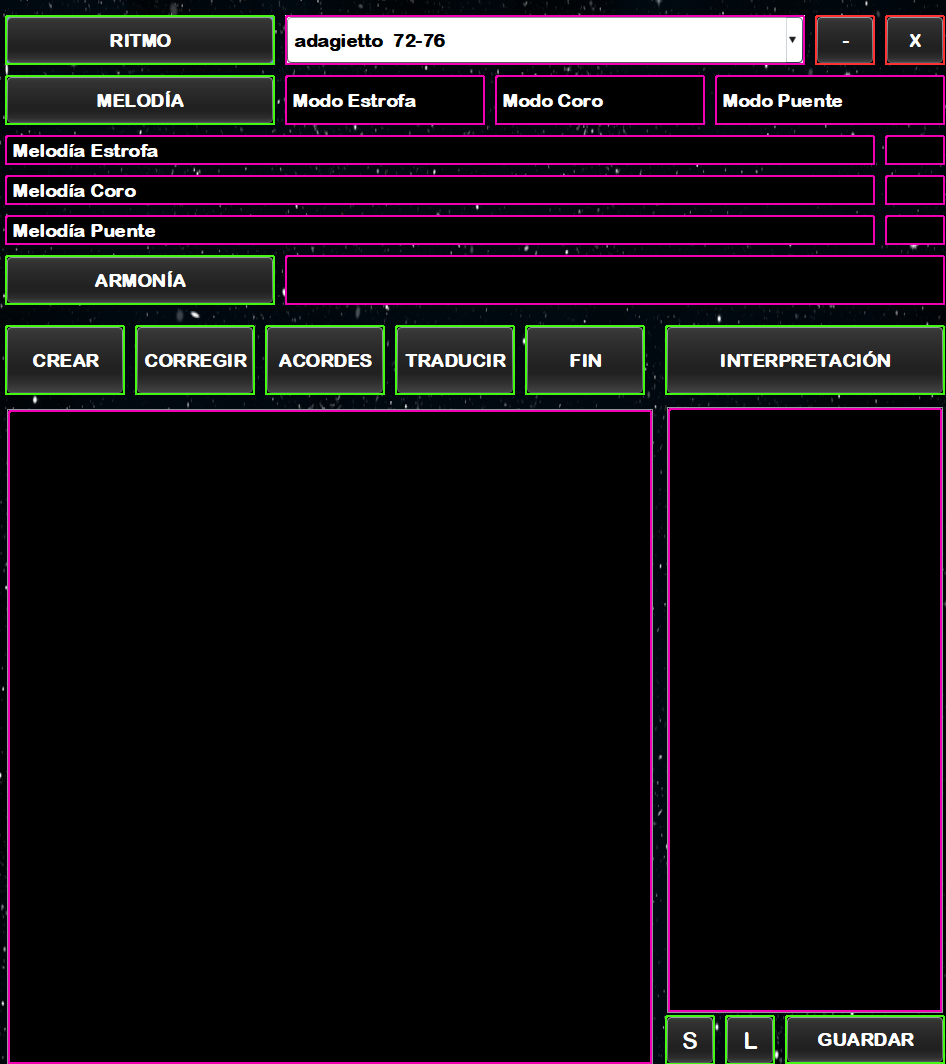 RITMO adagietto 72-76 - X
MELODÍA Modo Estrofa Modo Coro Modo Puente
Melodía Estrofa
Melodía Coro
Melodía Puente
ARMONÍA
CREAR CORREGIR ACORDES TRADUCIR FIN INTERPRETACIÓN
S L GUARDAR